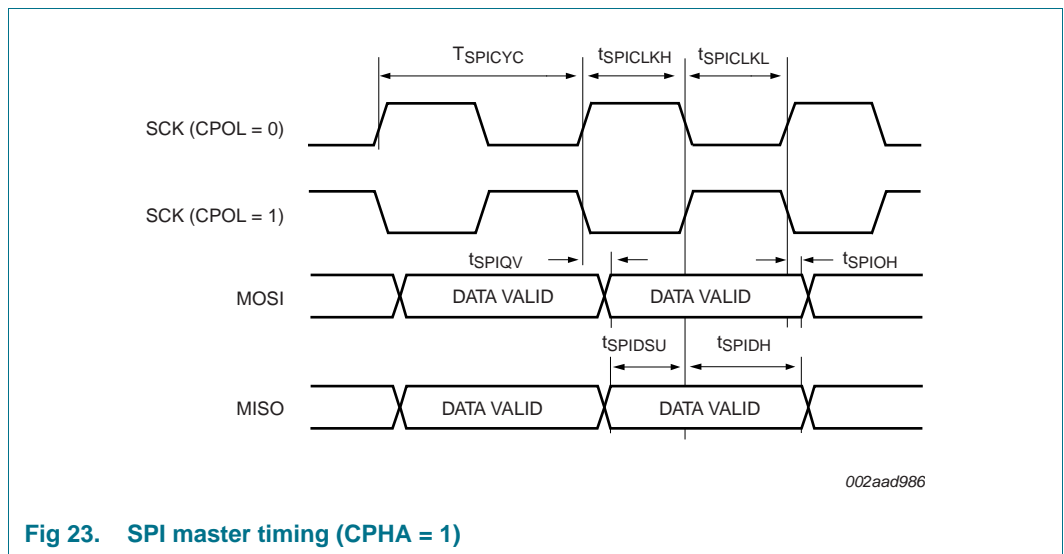 TSPICYC tSPICLKH tSPICLKL
SCK (CPOL = 0)
SCK (CPOL = 1)
tSPIQV tSPIOH
MOSI DATA VALID DATA VALID
tSPIDSU tSPIDH
MISO DATA VALID DATA VALID
002aad986
Fig 23. SPI master timing (CPHA = 1)